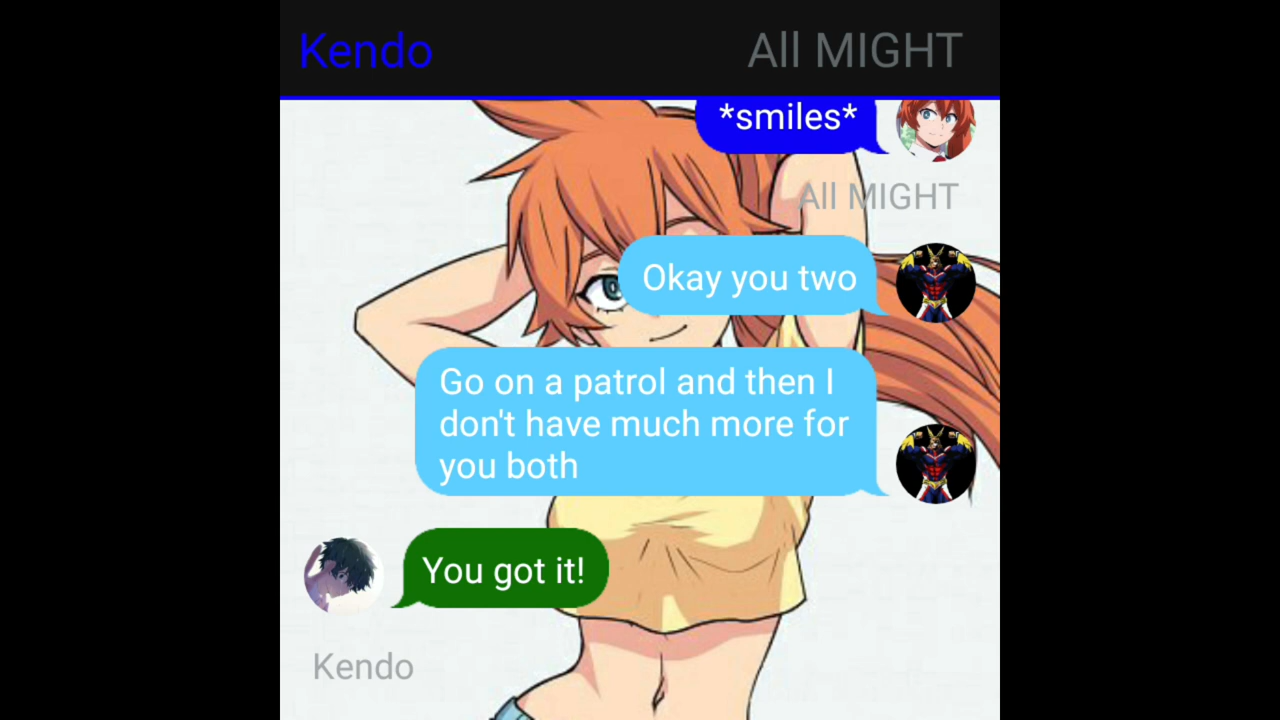 Kendo
All MIGHT
*smiles*
All MIGHT
Okay you two
Go on a patrol and then I
don't have much more for
you both
You got it!
Kendo